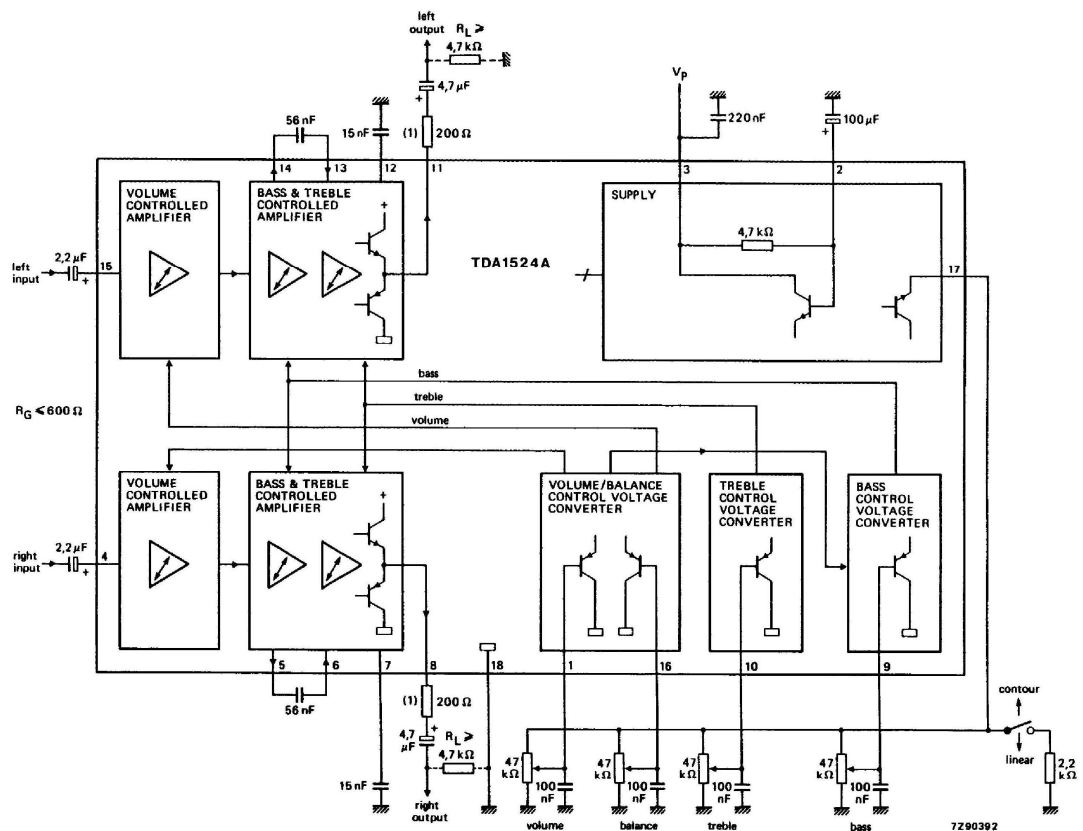 left
output
R_L ≥
4,7 kΩ
4,7 µF
+
V_P
220 nF
100 µF
+
56 nF
15 nF
(1)
200 Ω
14
13
12
11
3
2
VOLUME
CONTROLLED
AMPLIFIER
BASS & TREBLE
CONTROLLED
AMPLIFIER
+
SUPPLY
4,7 kΩ
TDA1524A
17
2,2 µF
left
input
+
15
bass
treble
volume
R_G ≤ 600 Ω
VOLUME
CONTROLLED
AMPLIFIER
BASS & TREBLE
CONTROLLED
AMPLIFIER
+
VOLUME/BALANCE
CONTROL VOLTAGE
CONVERTER
TREBLE
CONTROL
VOLTAGE
CONVERTER
BASS
CONTROL
VOLTAGE
CONVERTER
2,2 µF
right
input
+
4
5
6
7
8
18
1
16
10
9
56 nF
(1)
200 Ω
+
4,7
µF
R_L ≥
4,7 kΩ
15 nF
right output
contour
linear
2,2
kΩ
47
kΩ
100
nF
47
kΩ
100
nF
47
kΩ
100
nF
47
kΩ
100
nF
volume
balance
treble
bass
7Z90392